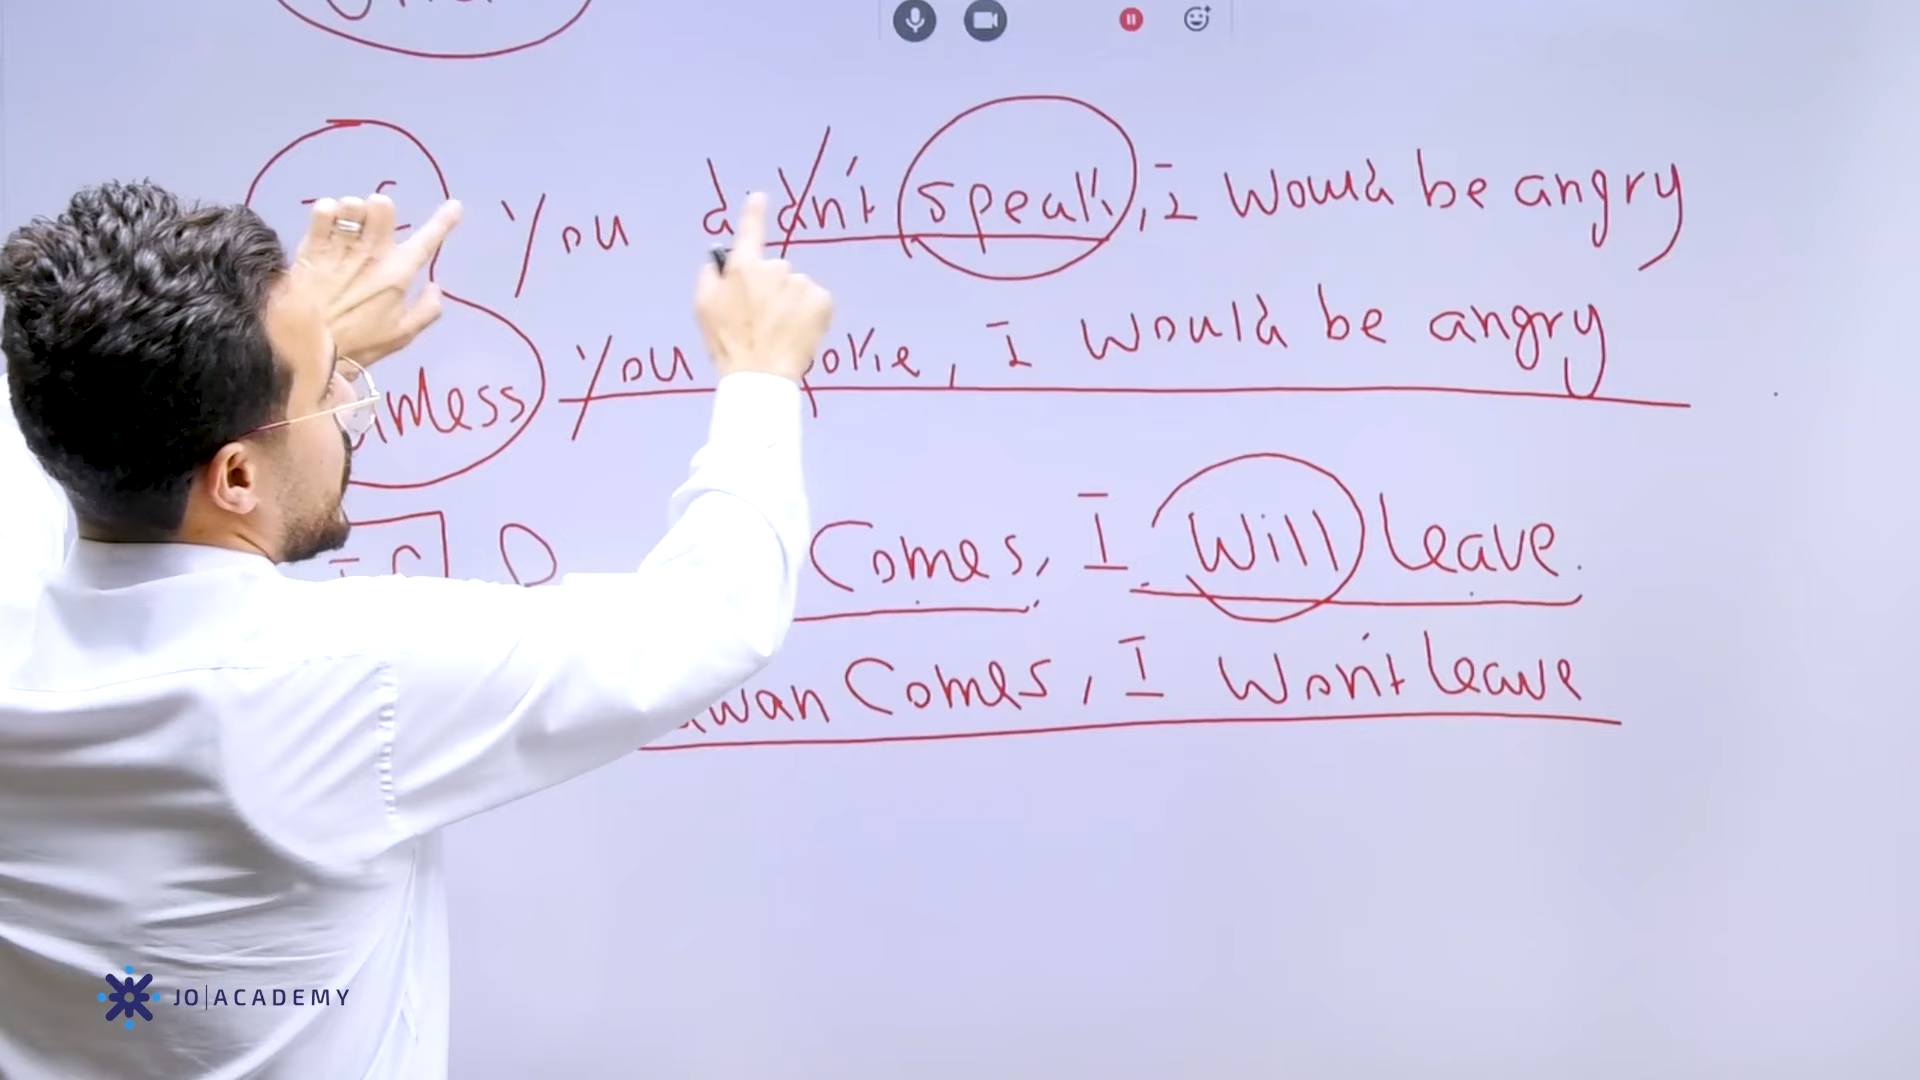 you didn't speak, I would be angry
unless you spoke, I would be angry
Comes, I will leave.
Comes, I won't leave
JO ACADEMY